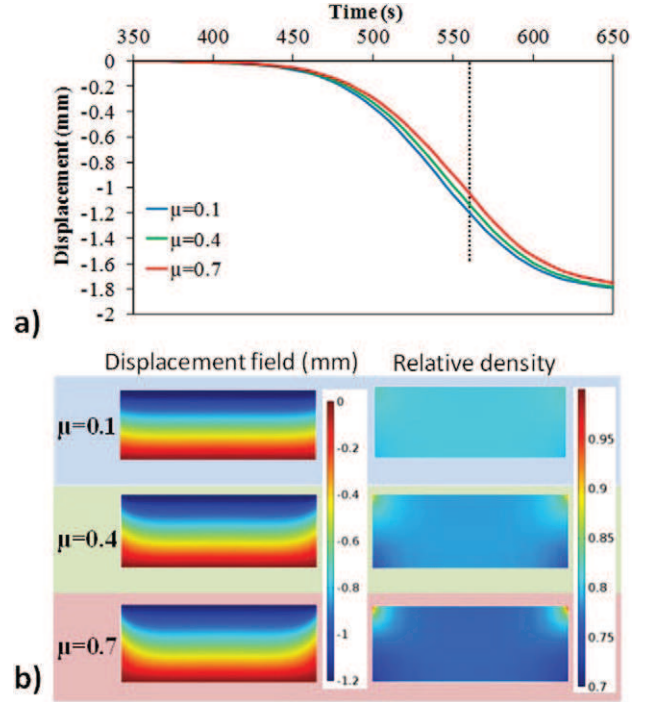 Time (s)
350 400 450 500 550 600 650
Displacement (mm)
0
-0.2
-0.4
-0.6
-0.8
-1
-1.2
-1.4
-1.6
-1.8
-2
μ=0.1
μ=0.4
μ=0.7
a)
Displacement field (mm) Relative density
μ=0.1
μ=0.4
μ=0.7
0
-0.2
-0.4
-0.6
-0.8
-1
-1.2
0.95
0.9
0.85
0.8
0.75
0.7
b)